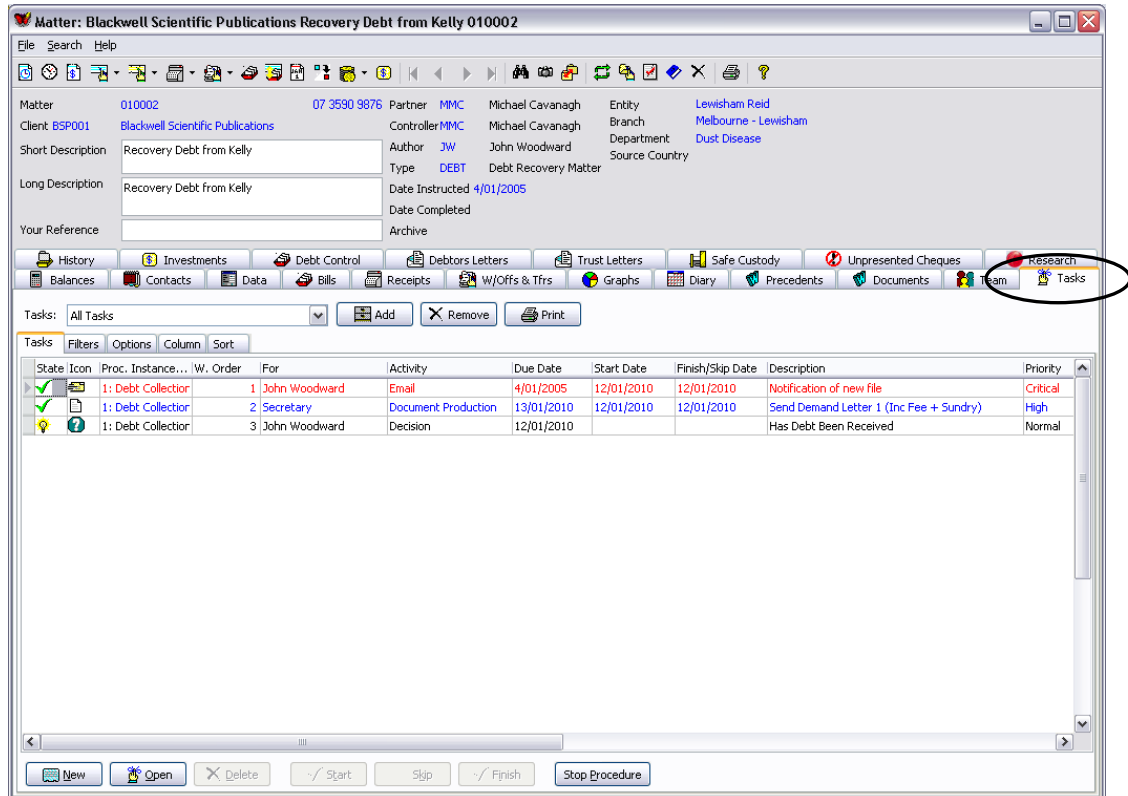 Matter: Blackwell Scientific Publications Recovery Debt from Kelly 010002
File Search Help
Matter 010002 07 3590 9876 Partner MMC Michael Cavanagh Entity Lewisham Reid
Client BSP001 Blackwell Scientific Publications Controller MMC Michael Cavanagh Branch Melbourne - Lewisham
Short Description Recovery Debt from Kelly Author JW John Woodward Department Dust Disease
Type DEBT Debt Recovery Matter Source Country
Long Description Recovery Debt from Kelly Date Instructed 4/01/2005
Date Completed
Your Reference Archive
History Investments Debt Control Debtors Letters Trust Letters Safe Custody Unpresented Cheques Research
Balances Contacts Data Bills Receipts W/Offs & Tfrs Graphs Diary Precedents Documents Team Tasks
Tasks: All Tasks Add Remove Print
Tasks Filters Options Column Sort
State Icon Proc. Instance... W. Order For Activity Due Date Start Date Finish/Skip Date Description Priority
1: Debt Collection 1 John Woodward Email 4/01/2005 12/01/2010 12/01/2010 Notification of new file Critical
1: Debt Collection 2 Secretary Document Production 13/01/2010 12/01/2010 12/01/2010 Send Demand Letter 1 (Inc Fee + Sundry) High
1: Debt Collection 3 John Woodward Decision 12/01/2010 Has Debt Been Received Normal
New Open Delete Start Skip Finish Stop Procedure